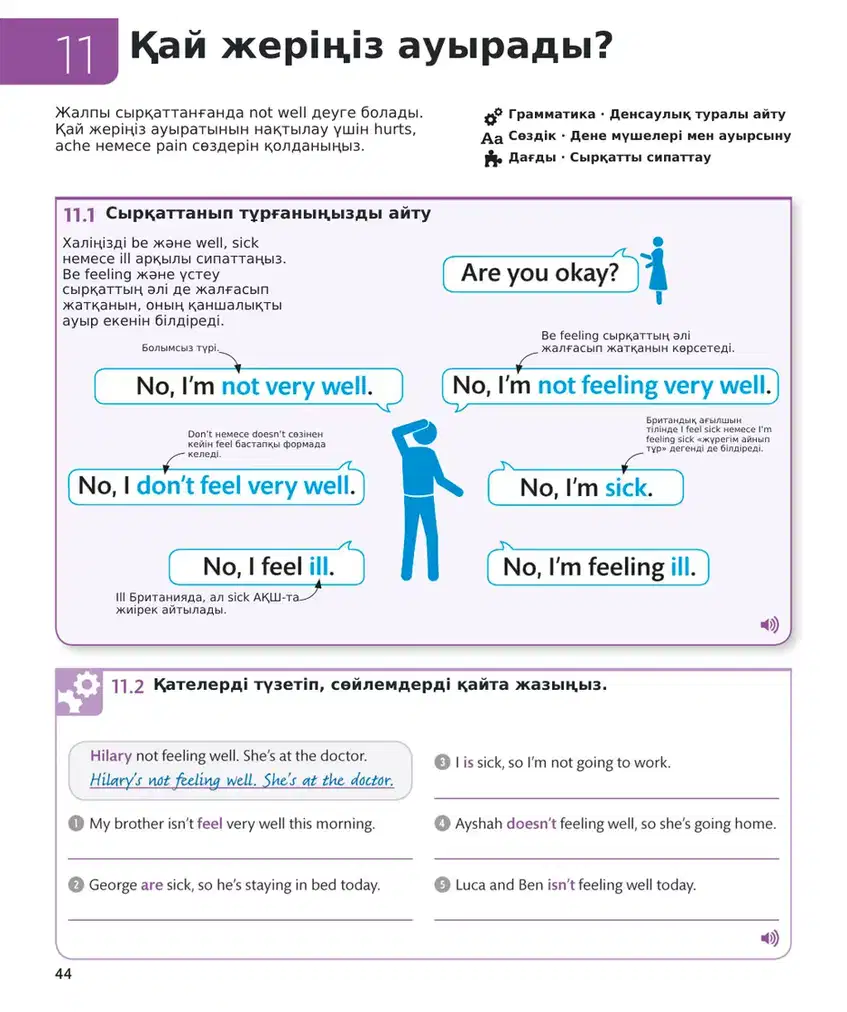 11
Қай жеріңіз ауырады?
Жалпы сырқаттанғанда not well деуге болады.
Қай жеріңіз ауыратынын нақтылау үшін hurts,
ache немесе pain сөздерін қолданыңыз.
Грамматика · Денсаулық туралы айту
Aa Сөздік · Дене мүшелері мен ауырсыну
Дағды · Сырқатты сипаттау
11.1 Сырқаттанып тұрғаныңызды айту
Халіңізді be және well, sick
немесе ill арқылы сипаттаңыз.
Be feeling және үстеу
сырқаттың әлі де жалғасып
жатқанын, оның қаншалықты
ауыр екенін білдіреді.
Are you okay?
Болымсыз түрі.
No, I’m not very well.
Be feeling сырқаттың әлі
жалғасып жатқанын көрсетеді.
No, I’m not feeling very well.
Don’t немесе doesn’t сөзінен
кейін feel бастапқы формада
келеді.
No, I don’t feel very well.
Британдық ағылшын
тілінде I feel sick немесе I’m
feeling sick «жүрегім айнып
тұр» дегенді де білдіреді.
No, I’m sick.
No, I feel ill.
Ill Британияда, ал sick АҚШ-та
жиірек айтылады.
No, I’m feeling ill.
11.2 Қателерді түзетіп, сөйлемдерді қайта жазыңыз.
Hilary not feeling well. She’s at the doctor.
Hilary’s not feeling well. She’s at the doctor.
1 My brother isn’t feel very well this morning.
2 George are sick, so he’s staying in bed today.
3 I is sick, so I’m not going to work.
4 Ayshah doesn’t feeling well, so she’s going home.
5 Luca and Ben isn’t feeling well today.
44